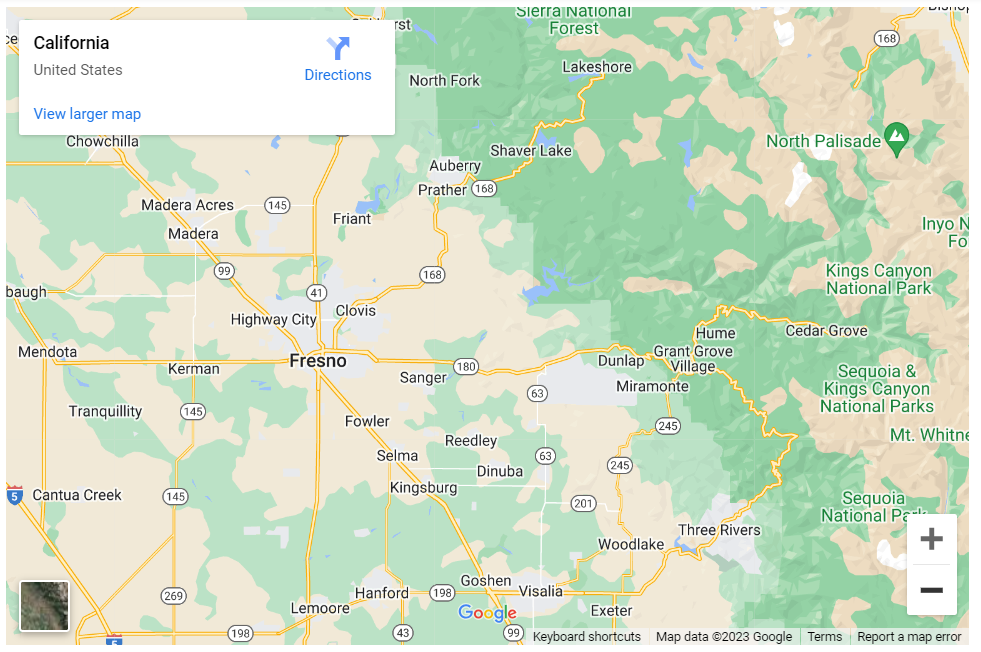 Sierra National
Forest
California
United States
Directions
View larger map
168
Lakeshore
North Fork
Chowchilla
North Palisade
Shaver Lake
Auberry
Prather
168
Madera Acres
145
Friant
Madera
Inyo N
Fo
99
168
Kings Canyon
National Park
baugh
41
Clovis
Highway City
Hume
Cedar Grove
Mendota
Fresno
Grant Grove
Village
Dunlap
Kerman
180
Sanger
Sequoia &
Kings Canyon
National Parks
Miramonte
63
Tranquillity
145
Fowler
245
Mt. Whitne
Reedley
Selma
63
245
Dinuba
Kingsburg
5
Cantua Creek
145
201
Sequoia
National Park
Three Rivers
Woodlake
Goshen
269
Hanford
198
Visalia
Lemoore
Google
Exeter
198
43
99
5
Keyboard shortcuts
Map data ©2023 Google
Terms
Report a map error